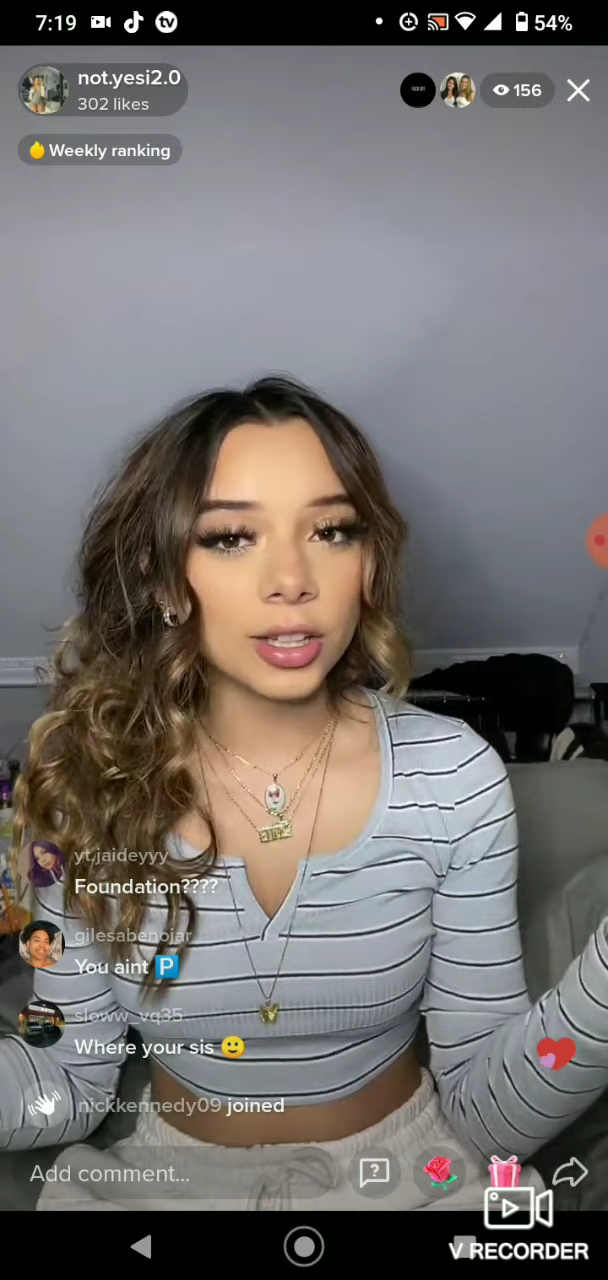 7:19
tv
54%
not.yesi2.0
302 likes
156
Weekly ranking
yt.jaideyyy
Foundation????
gilesabenojar
You aint 🅿️
sloww_vq35
Where your sis 🙂
nickkennedy09 joined
Add comment...
V RECORDER